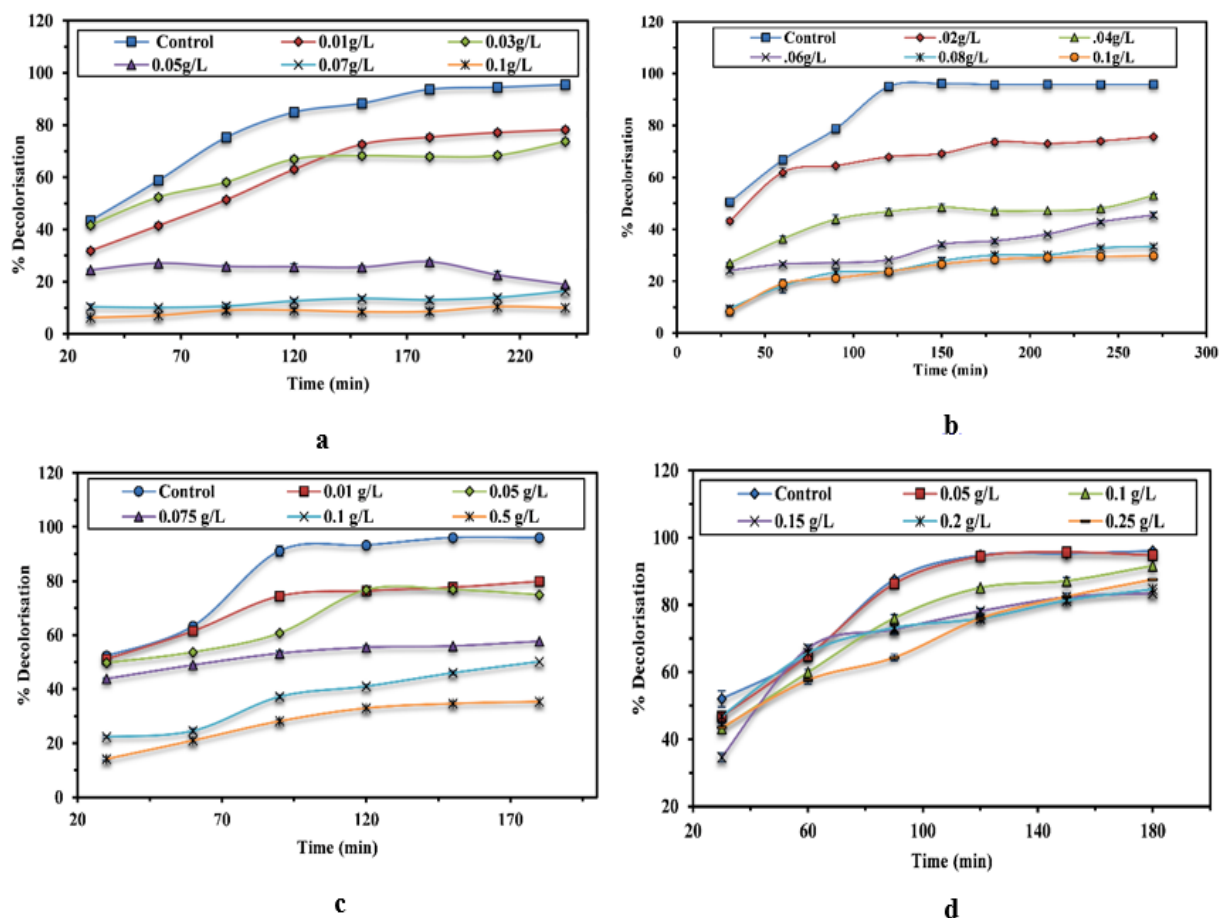 120
100
80
60
40
20
0
% Decolorisation
Control 0.01g/L 0.03g/L
0.05g/L 0.07g/L 0.1g/L
20 70 120 170 220
Time (min)
a
120
100
80
60
40
20
0
% Decolorisation
Control .02g/L .04g/L
.06g/L 0.08g/L 0.1g/L
0 50 100 150 200 250 300
Time (min)
b
120
100
80
60
40
20
0
% Decolorisation
Control 0.01 g/L 0.05 g/L
0.075 g/L 0.1 g/L 0.5 g/L
20 70 120 170
Time (min)
c
120
100
80
60
40
20
% Decolorisation
Control 0.05 g/L 0.1 g/L
0.15 g/L 0.2 g/L 0.25 g/L
20 60 100 140 180
Time (min)
d